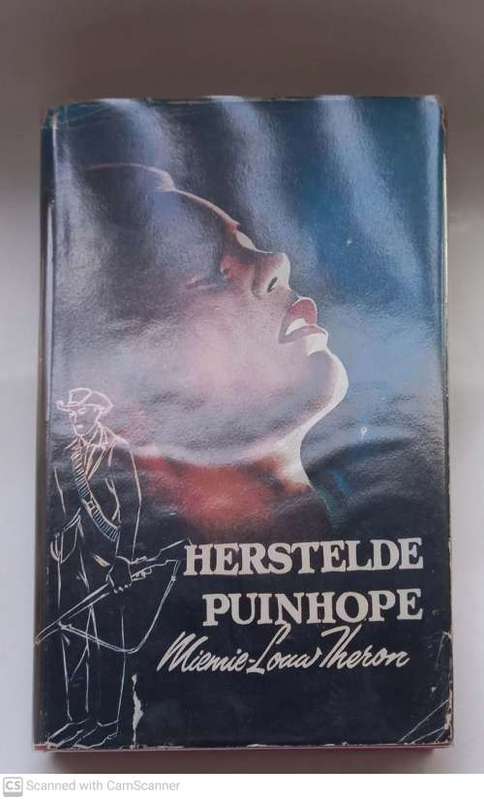 HERSTELDE
PUINHOPE
Miemie-Louw Theron
CS Scanned with CamScanner